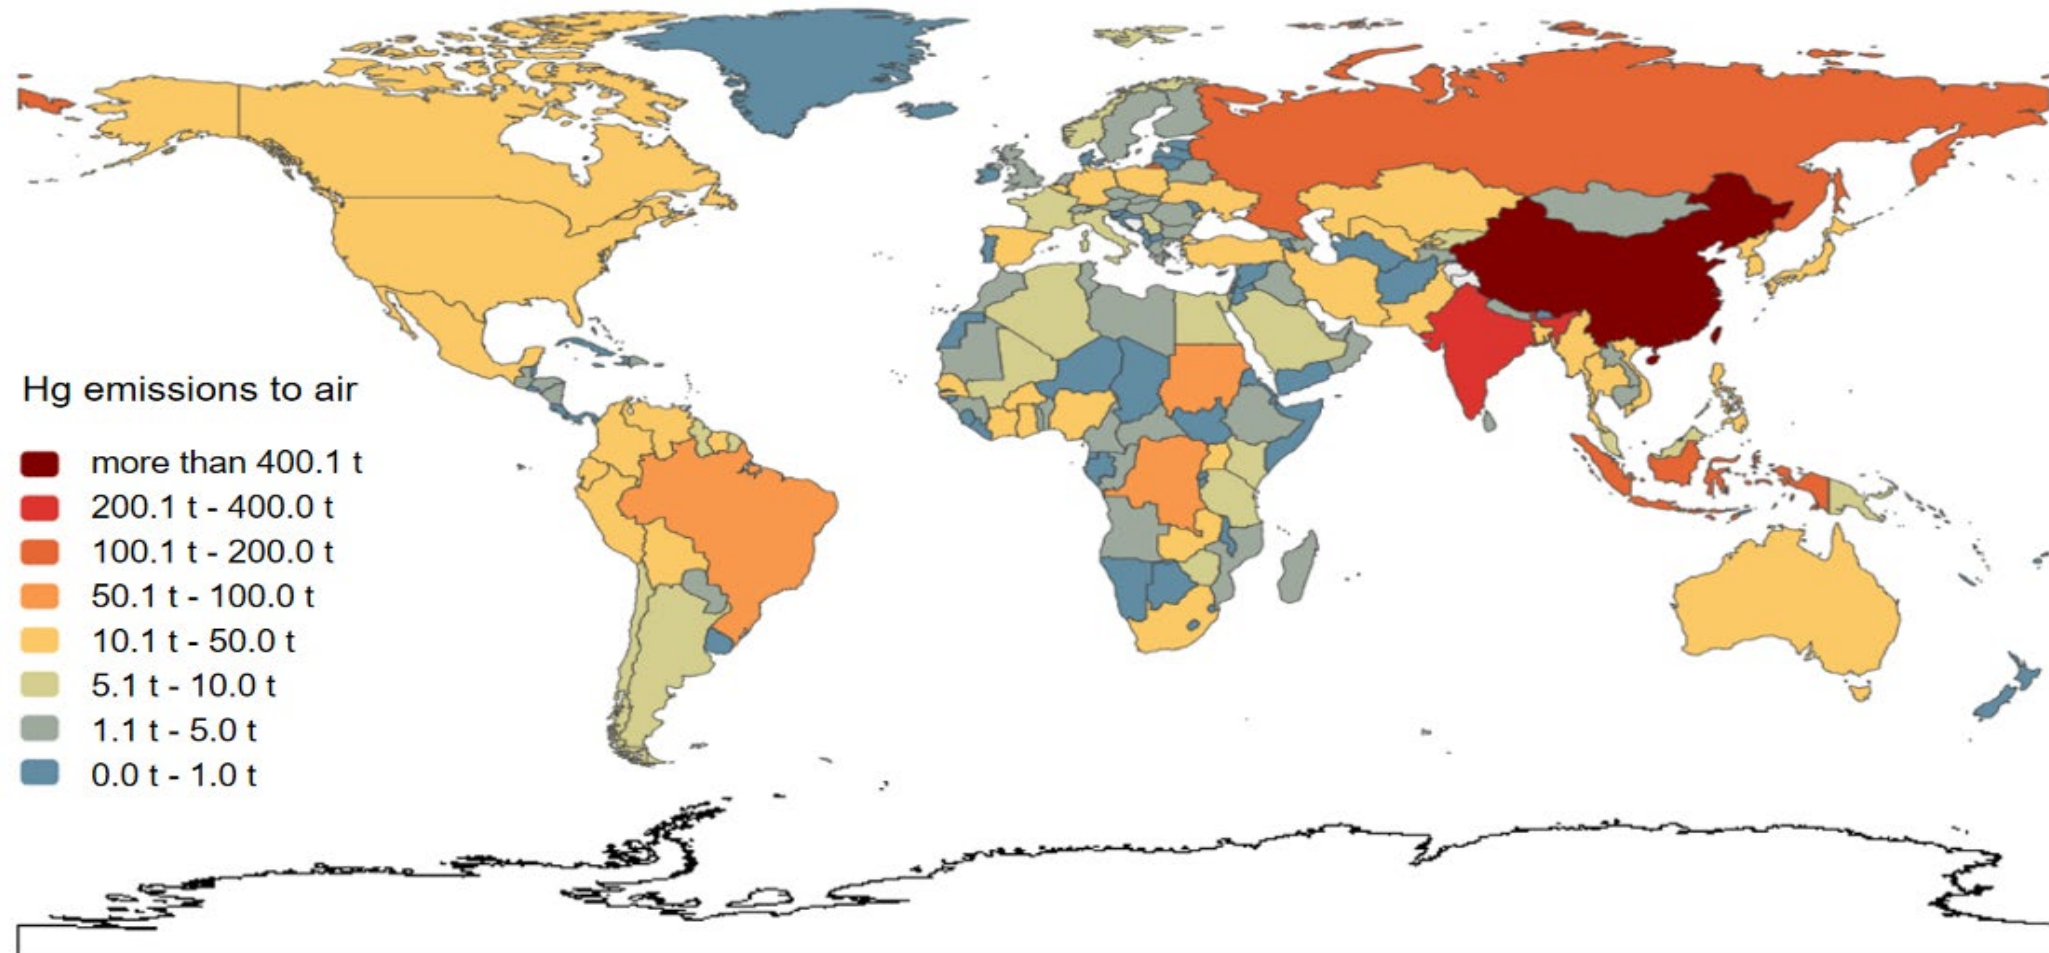 Hg emissions to air
more than 400.1 t
200.1 t - 400.0 t
100.1 t - 200.0 t
50.1 t - 100.0 t
10.1 t - 50.0 t
5.1 t - 10.0 t
1.1 t - 5.0 t
0.0 t - 1.0 t